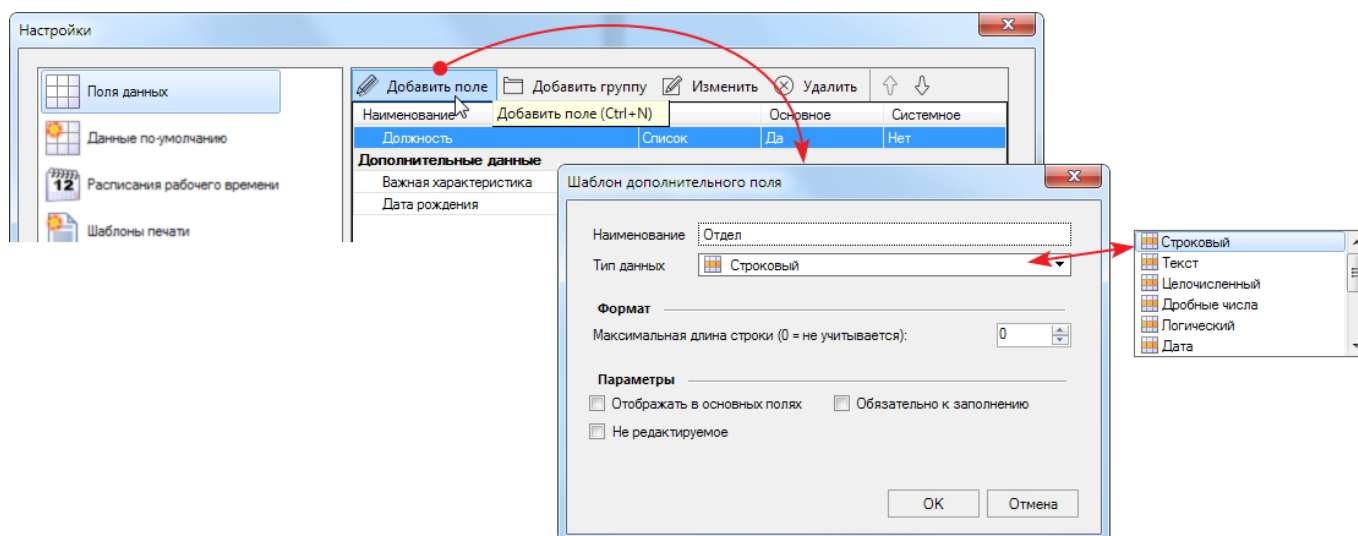 Настройки
Поля данных
Данные по-умолчанию
Расписания рабочего времени
12
Шаблоны печати
Добавить поле Добавить группу Изменить Удалить
Добавить поле (Ctrl+N)
Наименование Основное Системное
Должность Список Да Нет
Дополнительные данные
Важная характеристика
Дата рождения
Шаблон дополнительного поля
Наименование Отдел
Тип данных Строковый
Формат
Максимальная длина строки (0 = не учитывается): 0
Параметры
Отображать в основных полях Обязательно к заполнению
Не редактируемое
OK Отмена
Строковый
Текст
Целочисленный
Дробные числа
Логический
Дата